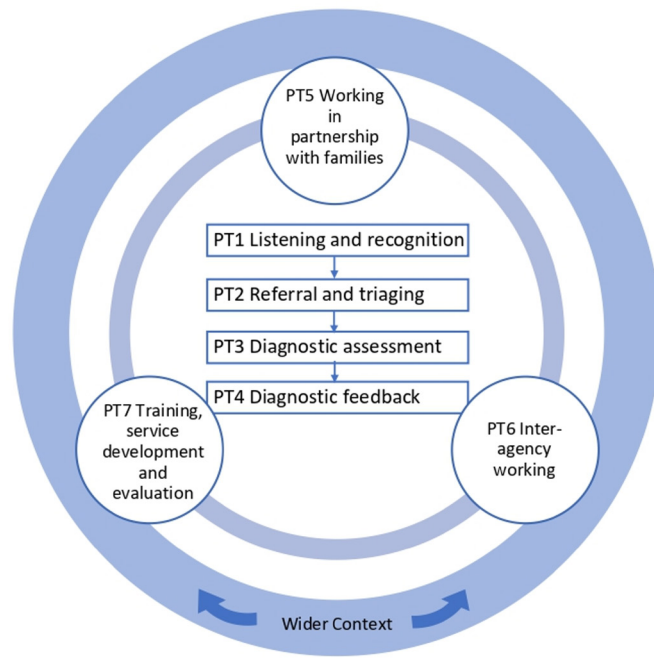 PT5 Working
in
partnership
with families
PT1 Listening and recognition
PT2 Referral and triaging
PT3 Diagnostic assessment
PT4 Diagnostic feedback
PT7 Training,
service
development
and
evaluation
PT6 Inter-
agency
working
Wider Context